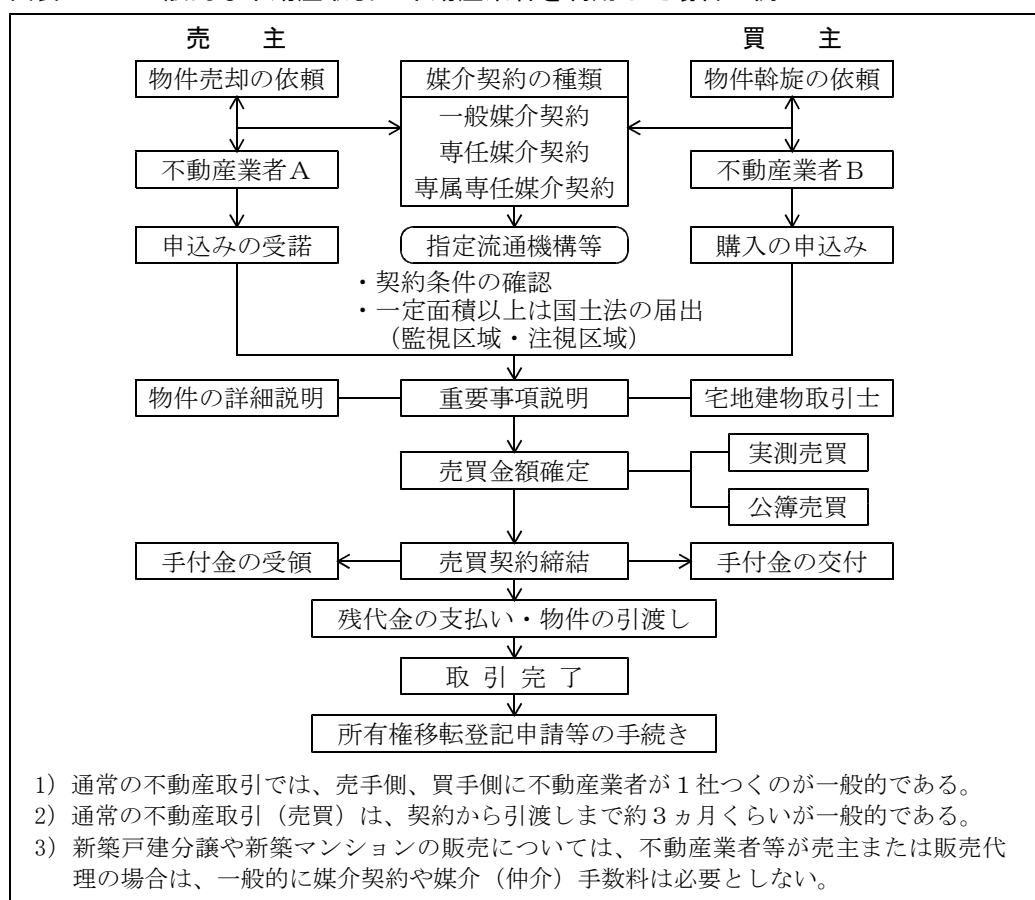 売 主
買 主
物件売却の依頼
媒介契約の種類
物件斡旋の依頼
一般媒介契約
専任媒介契約
専属専任媒介契約
不動産業者A
不動産業者B
申込みの受諾
指定流通機構等
購入の申込み
・契約条件の確認
・一定面積以上は国土法の届出
(監視区域・注視区域)
物件の詳細説明
重要事項説明
宅地建物取引士
売買金額確定
実測売買
公簿売買
手付金の受領
売買契約締結
手付金の交付
残代金の支払い・物件の引渡し
取引完了
所有権移転登記申請等の手続き
1) 通常の不動産取引では、売手側、買手側に不動産業者が1社つくのが一般的である。
2) 通常の不動産取引(売買)は、契約から引渡しまで約3ヵ月くらいが一般的である。
3) 新築戸建分譲や新築マンションの販売については、不動産業者等が売主または販売代
理の場合は、一般的に媒介契約や媒介(仲介)手数料は必要としない。